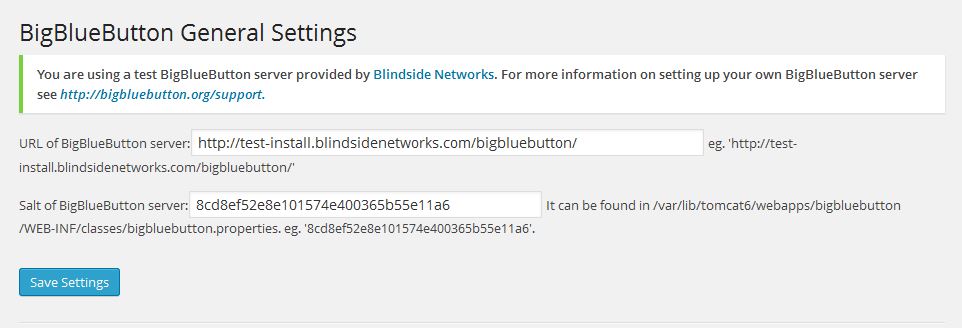 BigBlueButton General Settings
You are using a test BigBlueButton server provided by Blindside Networks. For more information on setting up your own BigBlueButton server
see http://bigbluebutton.org/support.
URL of BigBlueButton server: http://test-install.blindsidenetworks.com/bigbluebutton/ eg. 'http://test-
install.blindsidenetworks.com/bigbluebutton/'
Salt of BigBlueButton server: 8cd8ef52e8e101574e400365b55e11a6 It can be found in /var/lib/tomcat6/webapps/bigbluebutton
/WEB-INF/classes/bigbluebutton.properties. eg. '8cd8ef52e8e101574e400365b55e11a6'.
Save Settings